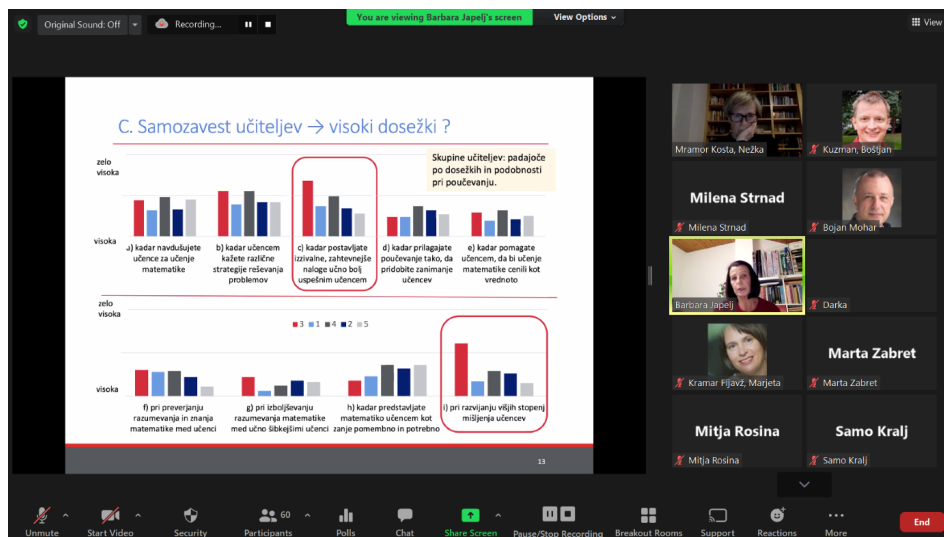 You are viewing Barbara Japelj's screen
View Options
Original Sound: Off
Recording...
View
C. Samozavest učiteljev → visoki dosežki ?
zelo
visoka
Skupine učiteljev: padajoče
po dosežkih in podobnosti
pri poučevanju.
visoka
a) kadar navdušujete
učence za učenje
matematike
b) kadar učencem
kažete različne
strategije reševanja
problemov
c) kadar postavljate
izzivalne, zahtevnejše
naloge učno bolj
uspešnim učencem
d) kadar prilagajate
poučevanje tako, da
pridobite zanimanje
učencev
e) kadar pomagate
učencem, da bi učenje
matematike cenili kot
vrednoto
zelo
visoka
3 1 4 2 5
visoka
f) pri preverjanju
razumevanja in znanja
matematike med učenci
g) pri izboljševanju
razumevanja matematike
med učno šibkejšimi učenci
h) kadar predstavljate
matematiko učencem kot
zanje pomembno in potrebno
i) pri razvijanju višjih stopenj
mišljenja učencev
13
Mramor Kosta, Nežka
Kuzman, Boštjan
Milena Strnad
Milena Strnad
Bojan Mohar
Barbara Japelj
Darka
Kramar Fijavž, Marjeta
Marta Zabret
Marta Zabret
Mitja Rosina
Mitja Rosina
Samo Kralj
Samo Kralj
Unmute
Start Video
Security
60
Participants
Polls
Chat
Share Screen
Pause/Stop Recording
Breakout Rooms
Support
Reactions
More
End